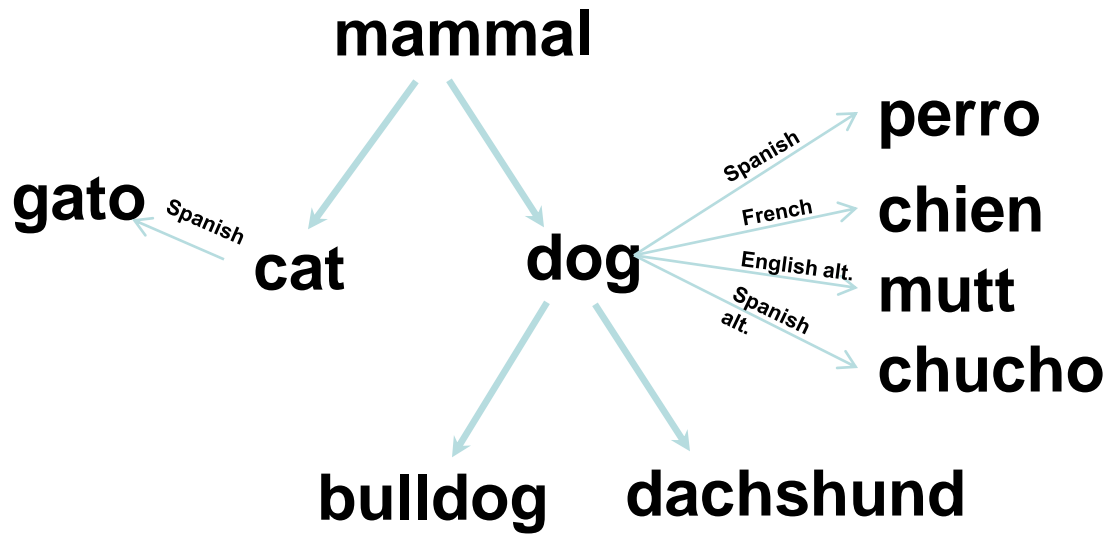 mammal
perro
Spanish
gato
Spanish
French
chien
cat
dog
English alt.
mutt
Spanish
alt.
chucho
bulldog
dachshund